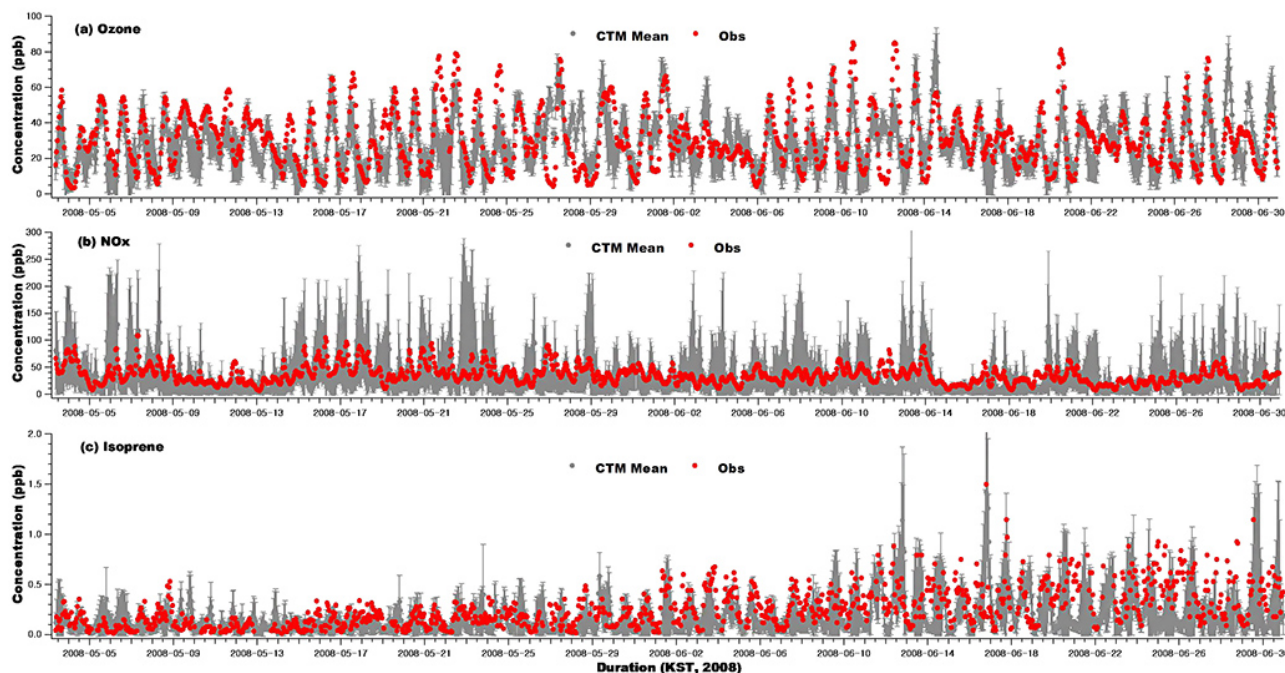 (a) Ozone
CTM Mean Obs
Concentration (ppb)
100
80
60
40
20
0
2008-05-05 2008-05-09 2008-05-13 2008-05-17 2008-05-21 2008-05-25 2008-05-29 2008-06-02 2008-06-06 2008-06-10 2008-06-14 2008-06-18 2008-06-22 2008-06-26 2008-06-30
(b) NOx
CTM Mean Obs
Concentration (ppb)
300
250
200
150
100
50
0
2008-05-05 2008-05-09 2008-05-13 2008-05-17 2008-05-21 2008-05-25 2008-05-29 2008-06-02 2008-06-06 2008-06-10 2008-06-14 2008-06-18 2008-06-22 2008-06-26 2008-06-30
(c) Isoprene
CTM Mean Obs
Concentration (ppb)
2.0
1.5
1.0
0.5
0.0
2008-05-05 2008-05-09 2008-05-13 2008-05-17 2008-05-21 2008-05-25 2008-05-29 2008-06-02 2008-06-06 2008-06-10 2008-06-14 2008-06-18 2008-06-22 2008-06-26 2008-06-30
Duration (KST, 2008)